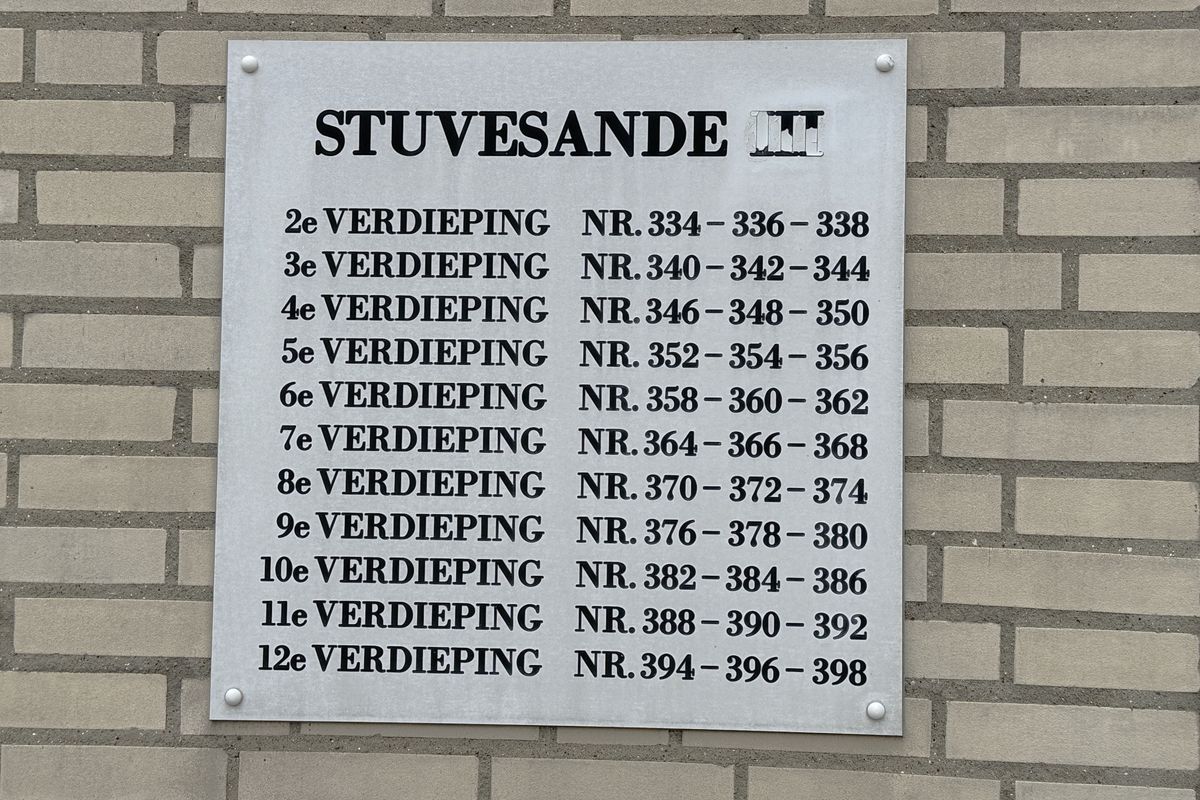 STUVESANDE III
2e VERDIEPING NR. 334 – 336 – 338
3e VERDIEPING NR. 340 – 342 – 344
4e VERDIEPING NR. 346 – 348 – 350
5e VERDIEPING NR. 352 – 354 – 356
6e VERDIEPING NR. 358 – 360 – 362
7e VERDIEPING NR. 364 – 366 – 368
8e VERDIEPING NR. 370 – 372 – 374
9e VERDIEPING NR. 376 – 378 – 380
10e VERDIEPING NR. 382 – 384 – 386
11e VERDIEPING NR. 388 – 390 – 392
12e VERDIEPING NR. 394 – 396 – 398